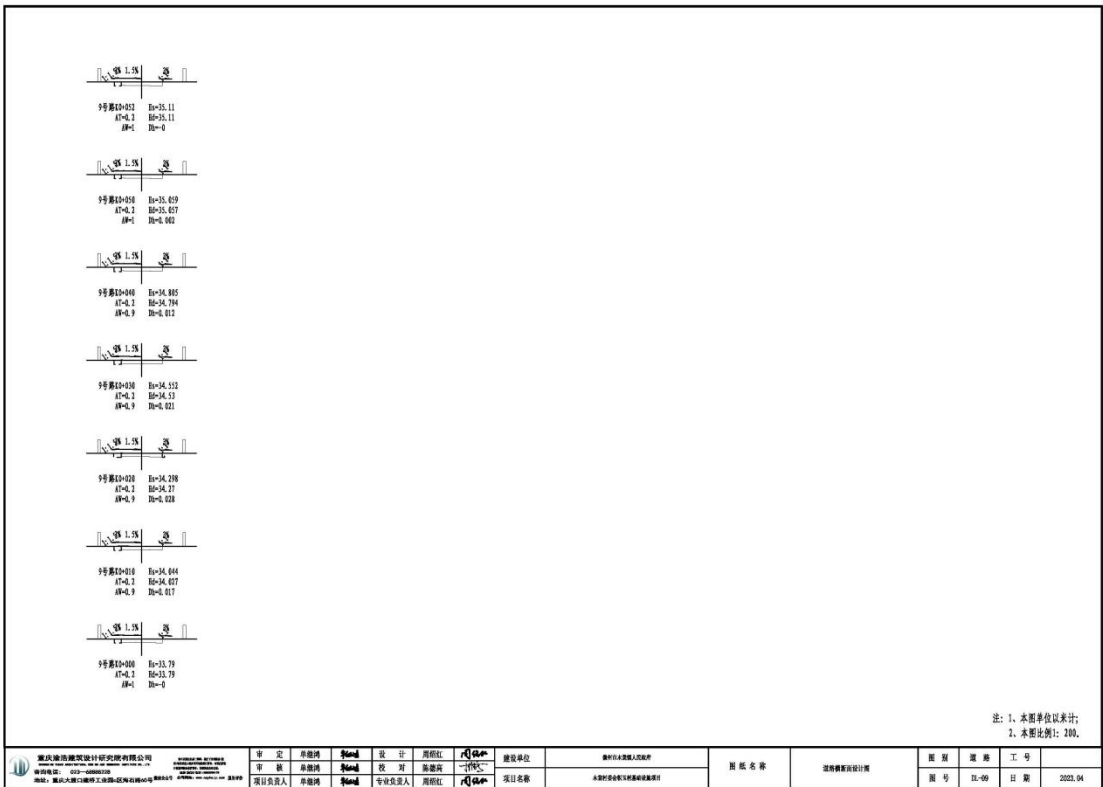 2% 1.5% 2%
9号路K0+052 Hs=35.11
AT=0.2 Hd=35.11
AW=1 Dh=-0
2% 1.5% 2%
9号路K0+050 Hs=35.059
AT=0.2 Hd=35.057
AW=1 Dh=0.002
2% 1.5% 2%
9号路K0+040 Hs=34.805
AT=0.2 Hd=34.794
AW=0.9 Dh=0.012
2% 1.5% 2%
9号路K0+030 Hs=34.552
AT=0.2 Hd=34.53
AW=0.9 Dh=0.021
2% 1.5% 2%
9号路K0+020 Hs=34.298
AT=0.2 Hd=34.27
AW=0.9 Dh=0.028
2% 1.5% 2%
9号路K0+010 Hs=34.044
AT=0.2 Hd=34.027
AW=0.9 Dh=0.017
2% 1.5% 2%
9号路K0+000 Hs=33.79
AT=0.2 Hd=33.79
AW=1 Dh=-0
注: 1、本图单位以米计;
2、本图比例1: 200.
重庆渝浩建筑设计研究院有限公司
咨询电话: 023—68885228
审 定 单继鸿 设 计 周绍红 建设单位
审 核 单继鸿 校 对 陈德高
项目负责人 单继鸿 专业负责人 周绍红 项目名称
图 纸 名 称 道路横断面设计图
图 别 道 路 工 号
图 号 DL-09 日 期 2023.04